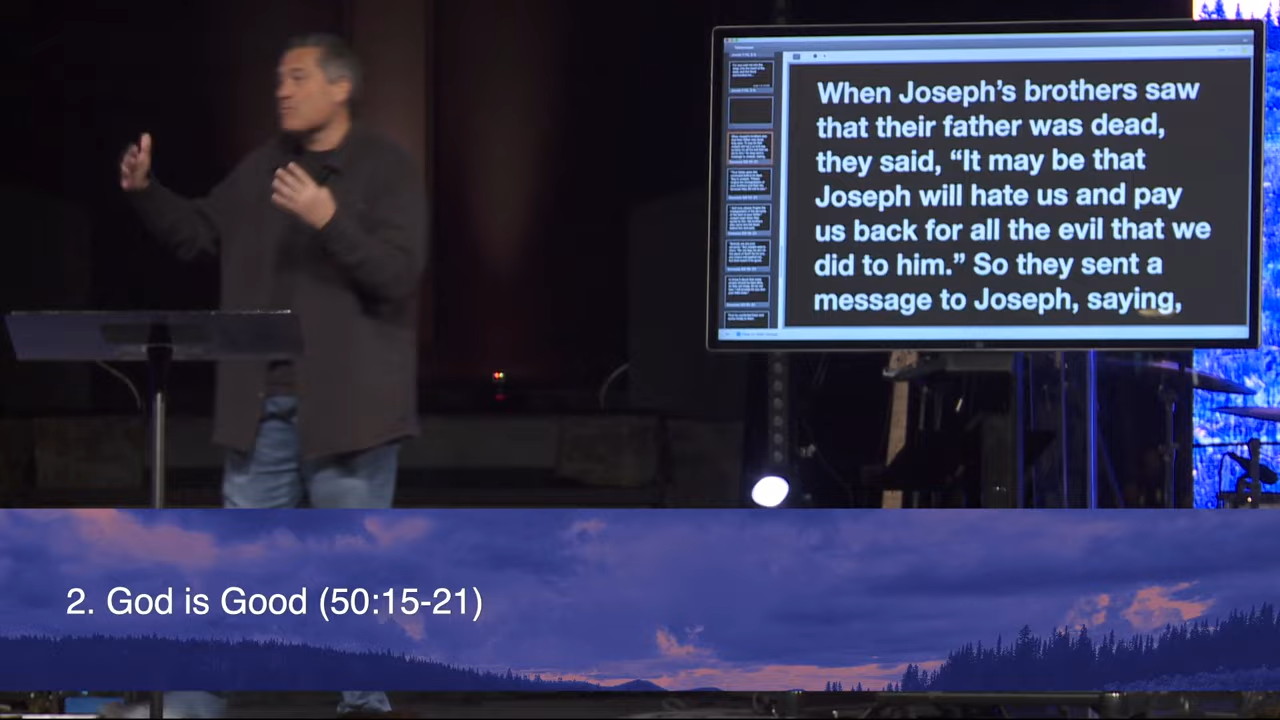 When Joseph’s brothers saw
that their father was dead,
they said, “It may be that
Joseph will hate us and pay
us back for all the evil that we
did to him.” So they sent a
message to Joseph, saying,
2. God is Good (50:15-21)